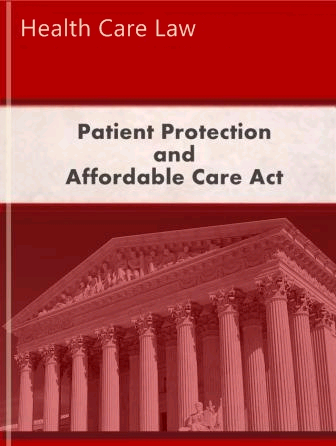 Health Care Law
Patient Protection
and
Affordable Care Act